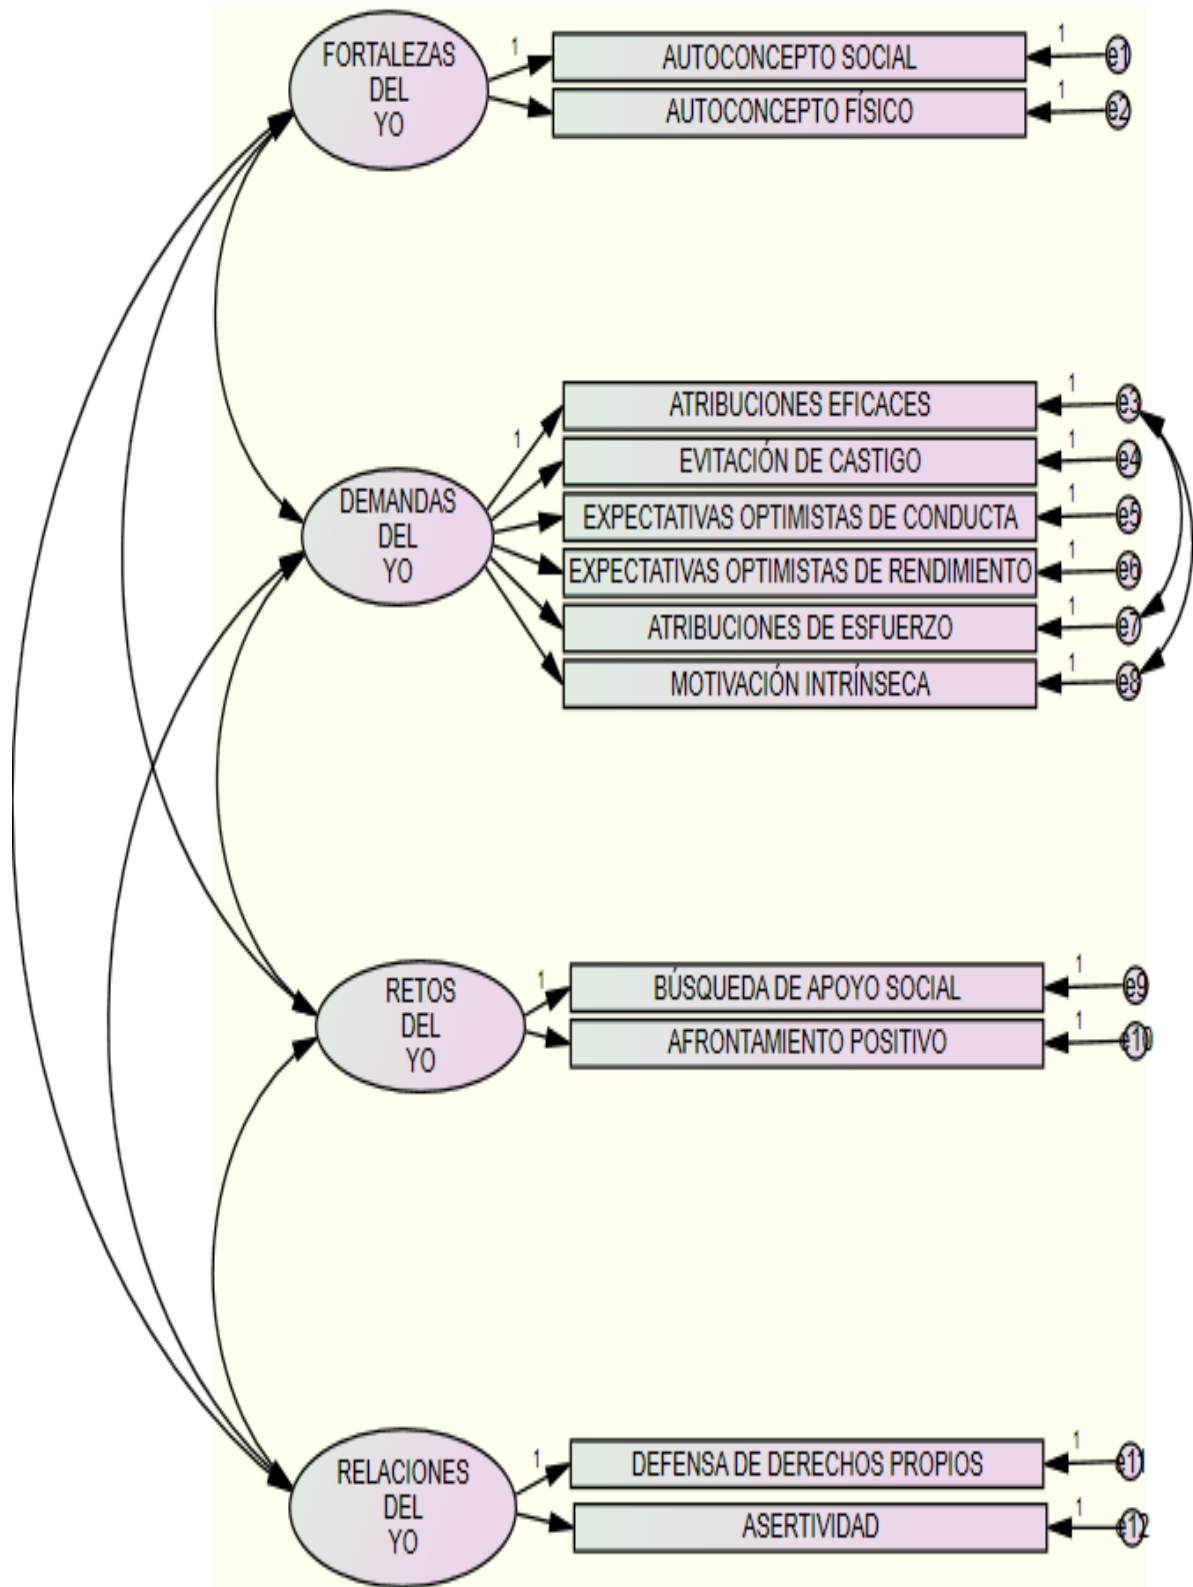 FORTALEZAS
DEL
YO
1
AUTOCONCEPTO SOCIAL
1
e1
AUTOCONCEPTO FÍSICO
1
e2
DEMANDAS
DEL
YO
1
ATRIBUCIONES EFICACES
1
e3
EVITACIÓN DE CASTIGO
1
e4
EXPECTATIVAS OPTIMISTAS DE CONDUCTA
1
e5
EXPECTATIVAS OPTIMISTAS DE RENDIMIENTO
1
e6
ATRIBUCIONES DE ESFUERZO
1
e7
MOTIVACIÓN INTRÍNSECA
1
e8
RETOS
DEL
YO
1
BÚSQUEDA DE APOYO SOCIAL
1
e9
AFRONTAMIENTO POSITIVO
1
e10
RELACIONES
DEL
YO
1
DEFENSA DE DERECHOS PROPIOS
1
e11
ASERTIVIDAD
1
e12